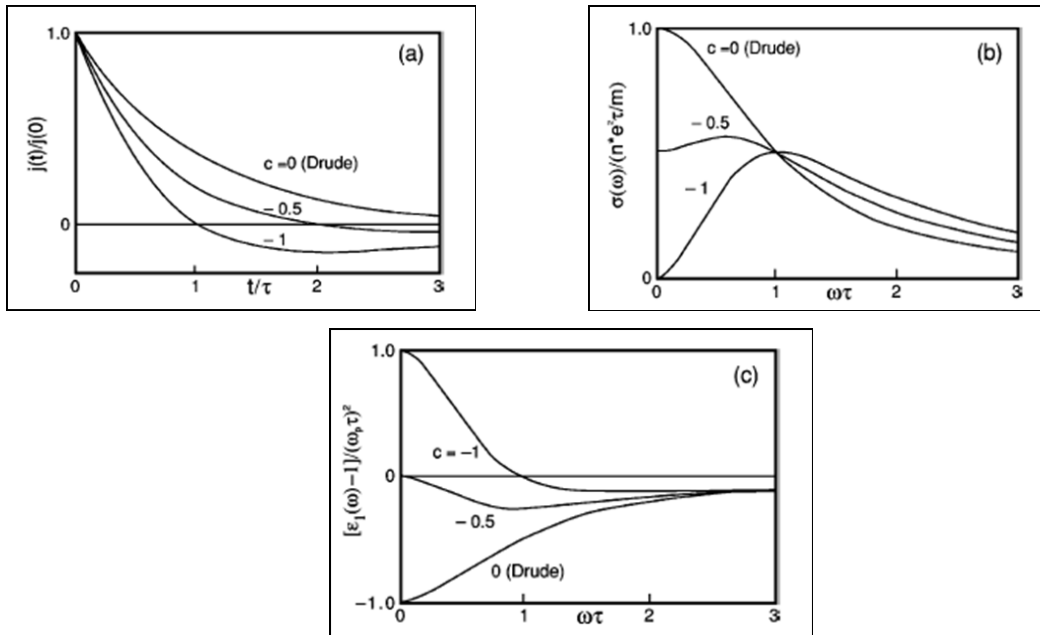 1.0
(a)
j(t)/j(0)
c =0 (Drude)
– 0.5
0
– 1
0
1
t/τ
2
3
1.0
c =0 (Drude)
(b)
σ(ω)/(n*e²τ/m)
– 0.5
– 1
0
0
1
ωτ
2
3
1.0
(c)
[ε₁(ω)–1]/(ωₚτ)²
c = –1
0
– 0.5
0 (Drude)
–1.0
0
1
ωτ
2
3